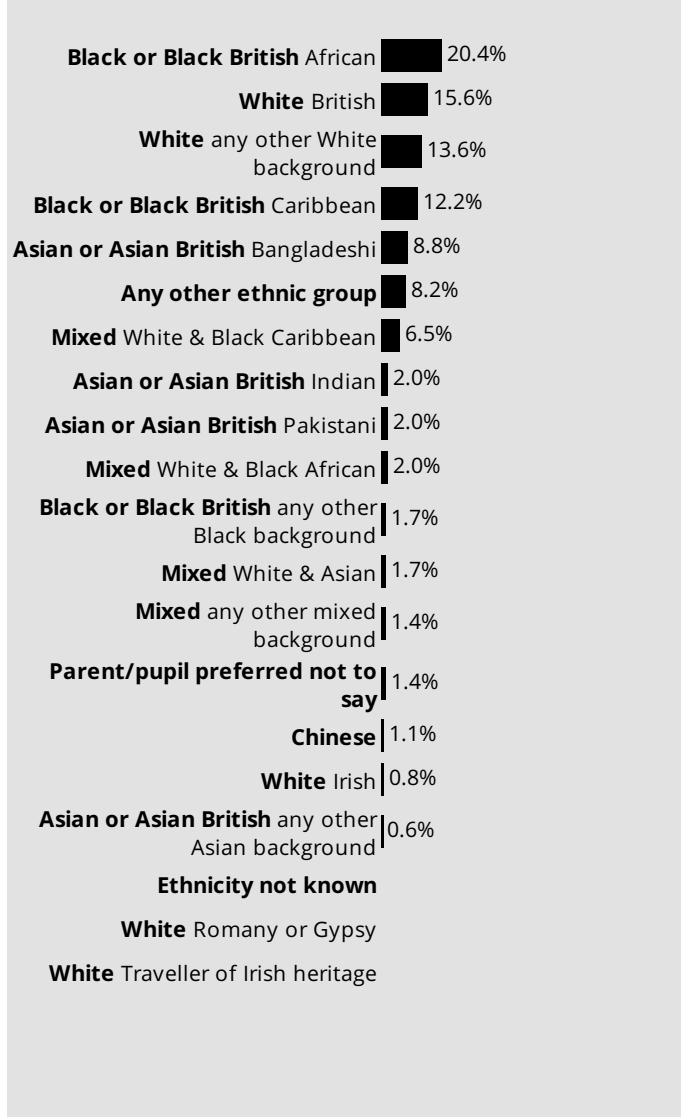 Black or Black British African 20.4%
White British 15.6%
White any other White
background 13.6%
Black or Black British Caribbean 12.2%
Asian or Asian British Bangladeshi 8.8%
Any other ethnic group 8.2%
Mixed White & Black Caribbean 6.5%
Asian or Asian British Indian 2.0%
Asian or Asian British Pakistani 2.0%
Mixed White & Black African 2.0%
Black or Black British any other
Black background 1.7%
Mixed White & Asian 1.7%
Mixed any other mixed
background 1.4%
Parent/pupil preferred not to
say 1.4%
Chinese 1.1%
White Irish 0.8%
Asian or Asian British any other
Asian background 0.6%
Ethnicity not known
White Romany or Gypsy
White Traveller of Irish heritage